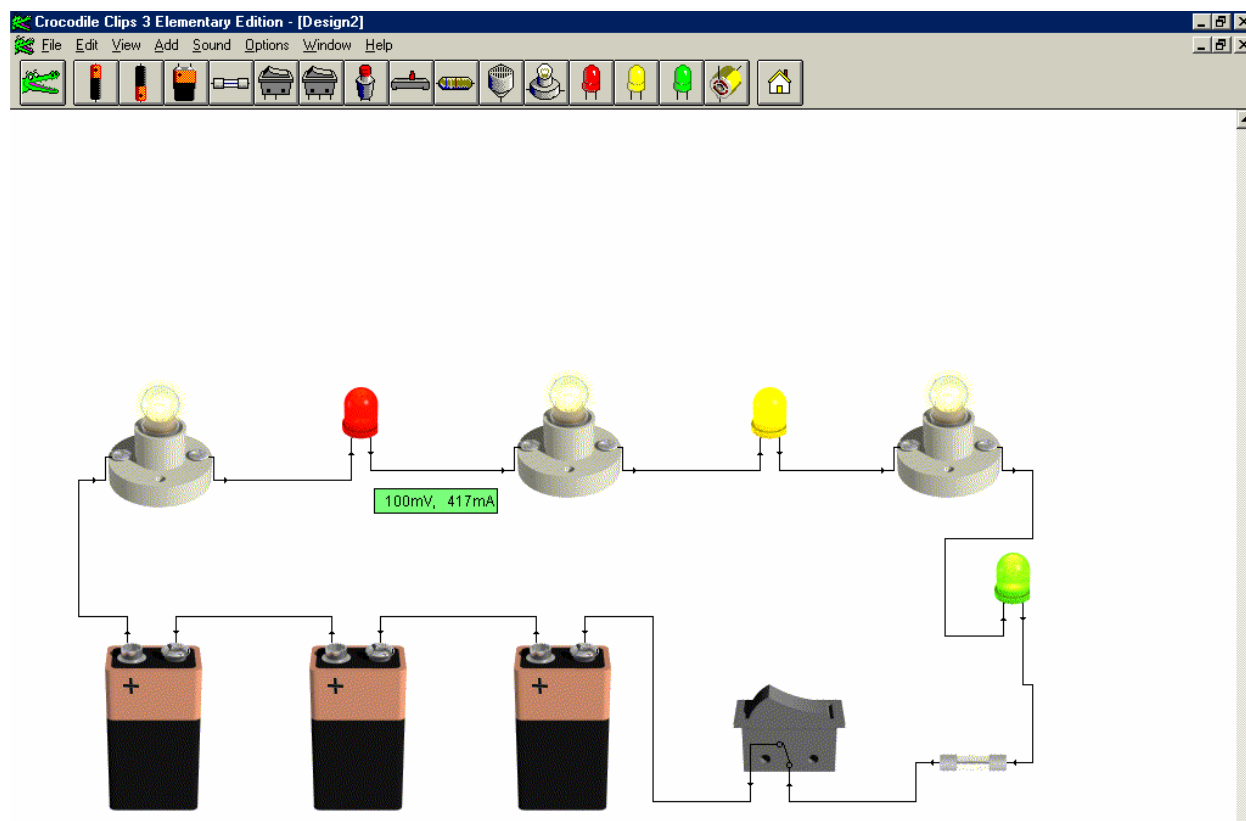 Crocodile Clips 3 Elementary Edition - [Design2]
File Edit View Add Sound Options Window Help
100mV, 417mA
+ + +